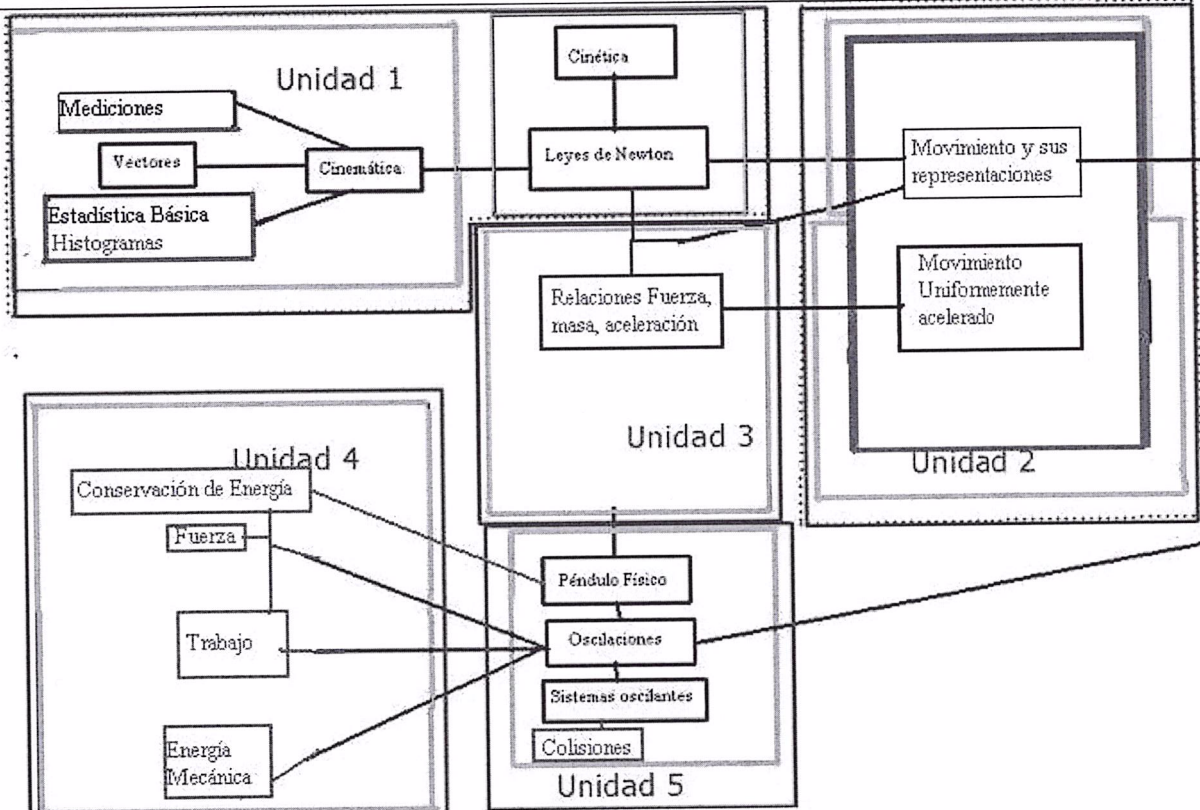 Unidad 1
Mediciones
Vectores
Cinemática
Estadística Básica
Histogramas
Cinética
Leyes de Newton
Movimiento y sus
representaciones
Movimiento
Uniformemente
acelerado
Unidad 2
Relaciones Fuerza,
masa, aceleración
Unidad 3
Unidad 4
Conservación de Energía
Fuerza
Trabajo
Energía
Mecánica
Péndulo Físico
Oscilaciones
Sistemas oscilantes
Colisiones
Unidad 5